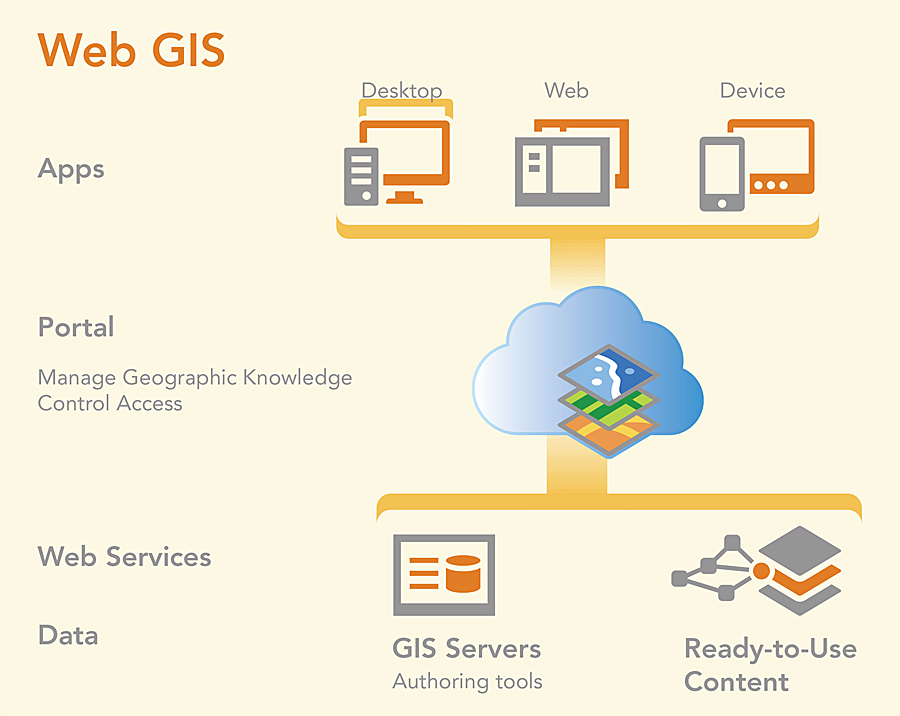 Web GIS
Desktop
Web
Device
Apps
Portal
Manage Geographic Knowledge
Control Access
Web Services
Data
GIS Servers
Authoring tools
Ready-to-Use
Content